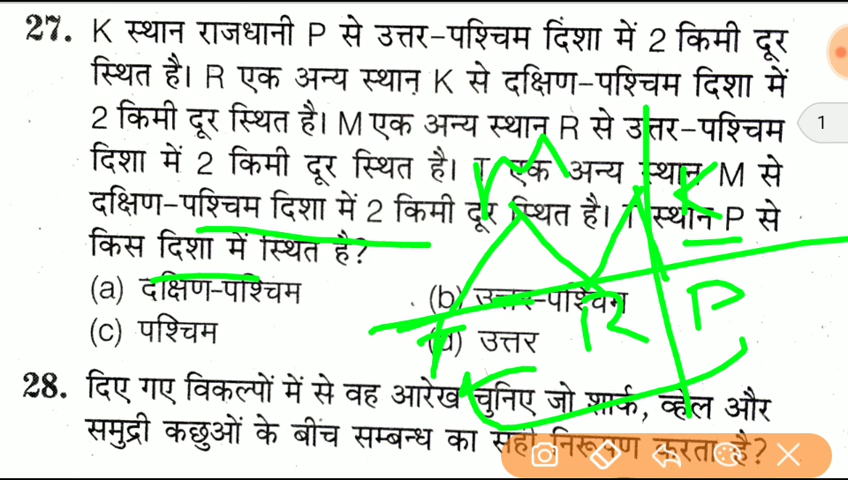 27. K स्थान राजधानी P से उत्तर-पश्चिम दिशा में 2 किमी दूर
स्थित है। R एक अन्य स्थान K से दक्षिण-पश्चिम दिशा में
2 किमी दूर स्थित है। M एक अन्य स्थान R से उत्तर-पश्चिम
दिशा में 2 किमी दूर स्थित है। T एक अन्य स्थान M से
दक्षिण-पश्चिम दिशा में 2 किमी दूर स्थित है। T स्थान P से
किस दिशा में स्थित है?
(a) दक्षिण-पश्चिम (b) उत्तर-पश्चिम
(c) पश्चिम (d) उत्तर
28. दिए गए विकल्पों में से वह आरेख चुनिए जो शार्क, व्हेल और
समुद्री कछुओं के बीच सम्बन्ध का सही निरूपण करता है?
1
M
K
R
P
T